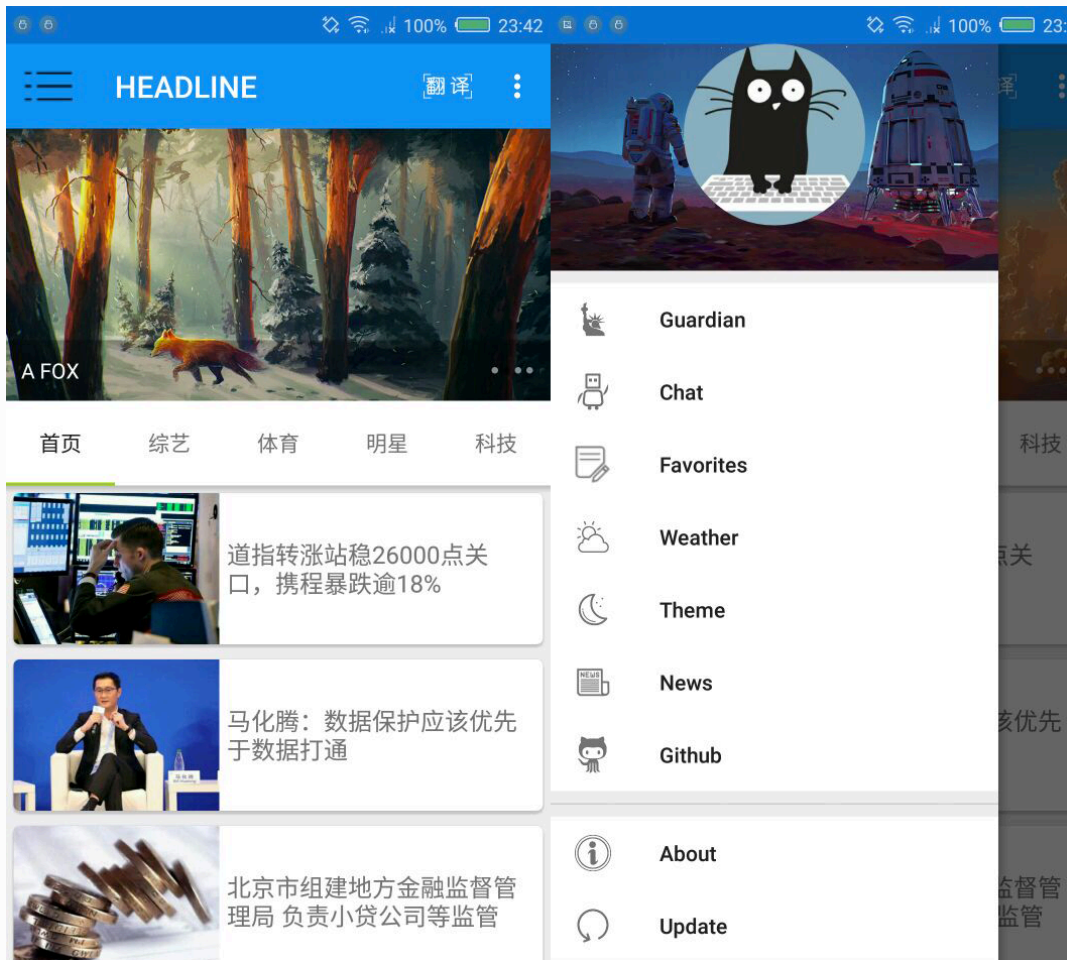 100% 23:42
HEADLINE
翻译
A FOX
首页 综艺 体育 明星 科技
道指转涨站稳26000点关
口，携程暴跌逾18%
马化腾：数据保护应该优先
于数据打通
北京市组建地方金融监督管
理局 负责小贷公司等监管
100% 23:
译
Guardian
Chat
Favorites
Weather
Theme
NEWS
News
Github
About
Update
科技
点关
该优先
监督管
监管